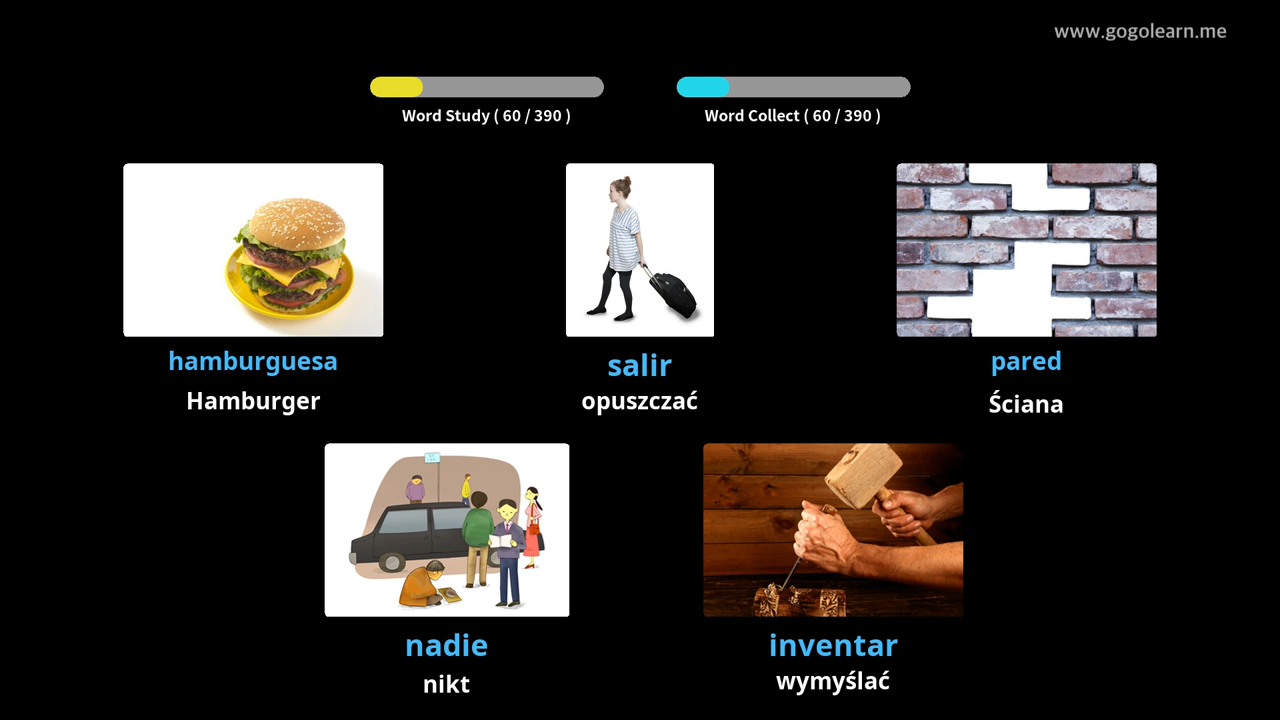 www.gogolearn.me
Word Study ( 60 / 390 )
Word Collect ( 60 / 390 )
hamburguesa
Hamburger
salir
opuszczać
pared
Ściana
nadie
nikt
inventar
wymyślać